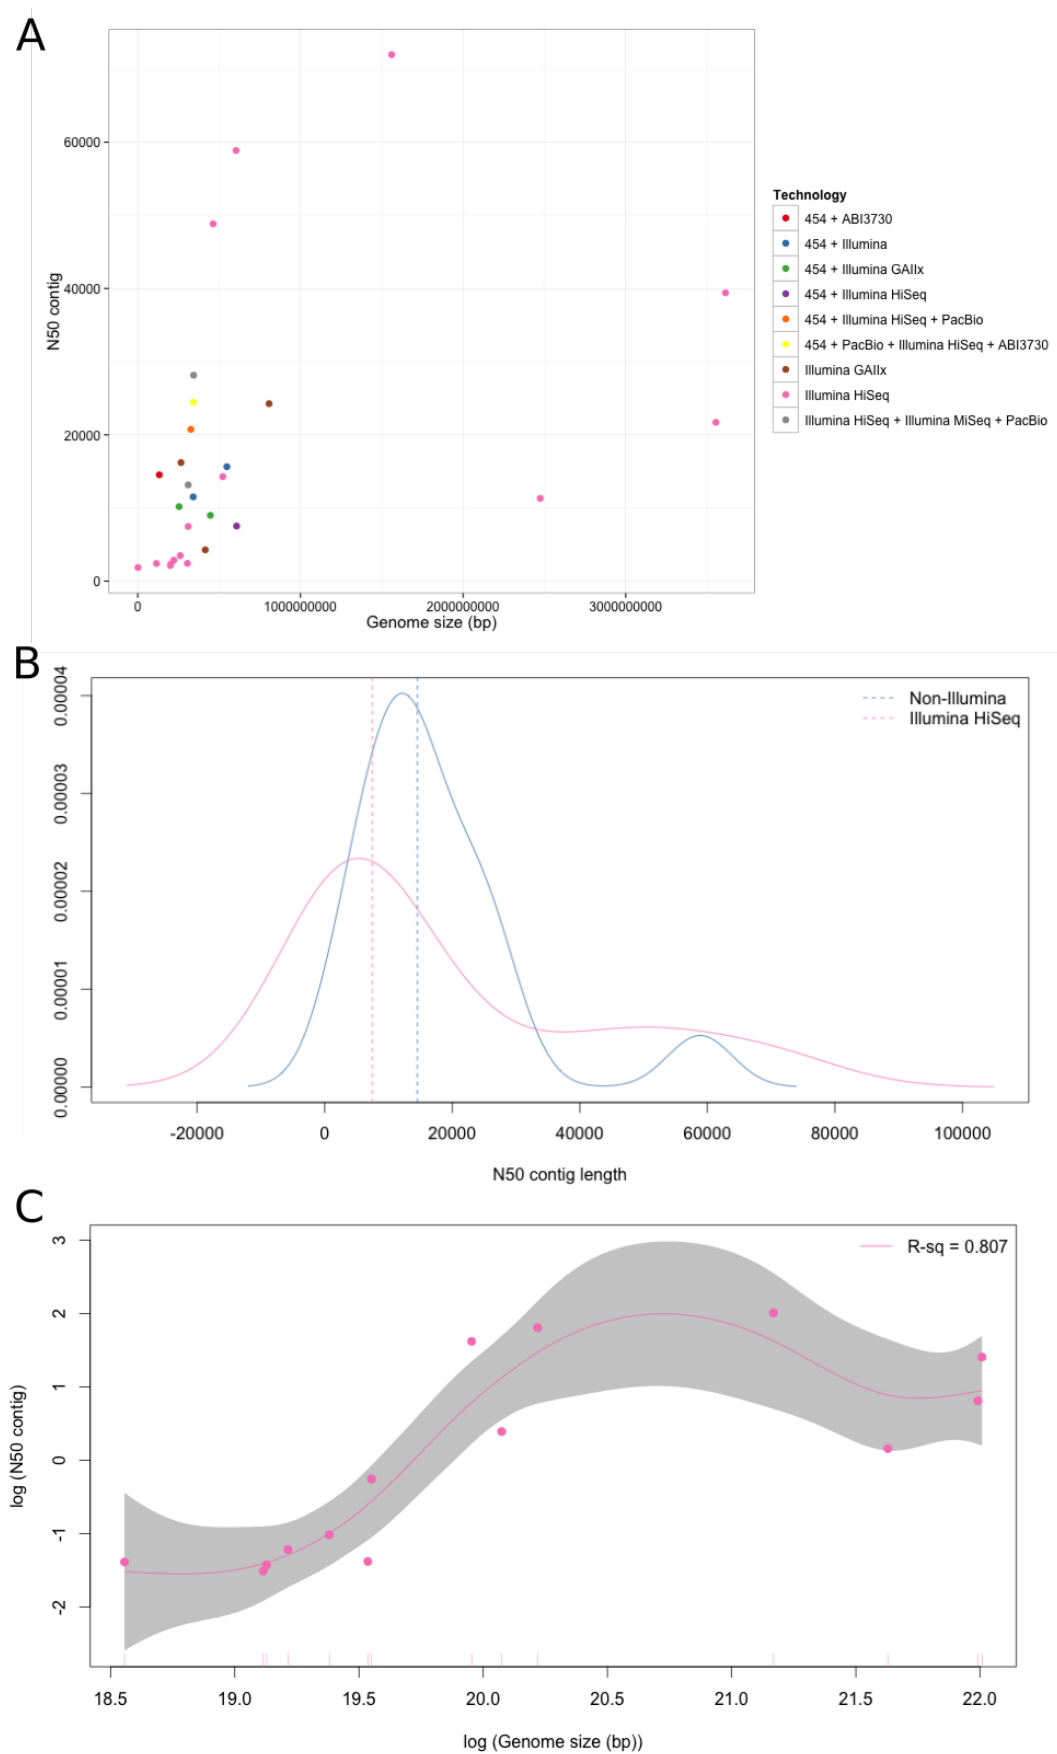 A
60000
40000
20000
0
N50 contig
0
1000000000
2000000000
3000000000
Genome size (bp)
Technology
454 + ABI3730
454 + Illumina
454 + Illumina GAIIx
454 + Illumina HiSeq
454 + Illumina HiSeq + PacBio
454 + PacBio + Illumina HiSeq + ABI3730
Illumina GAIIx
Illumina HiSeq
Illumina HiSeq + Illumina MiSeq + PacBio
B
0.00004
0.00003
0.00002
0.00001
0.00000
Non-Illumina
Illumina HiSeq
-20000
0
20000
40000
60000
80000
100000
N50 contig length
C
3
2
1
0
-1
-2
log (N50 contig)
R-sq = 0.807
18.5
19.0
19.5
20.0
20.5
21.0
21.5
22.0
log (Genome size (bp))